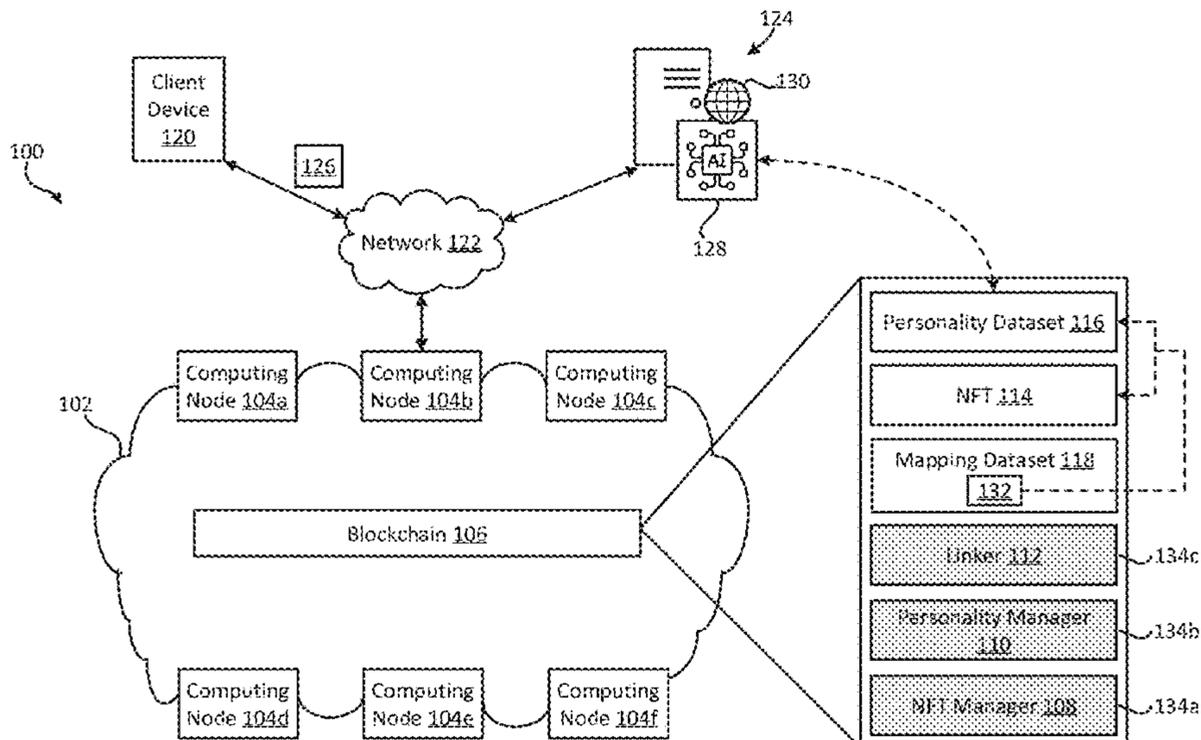 124
Client
Device
120
130
100
126
AI
Network 122
128
Personality Dataset 116
Computing
Node 104a
Computing
Node 104b
Computing
Node 104c
NFT 114
102
Mapping Dataset 118
132
Blockchain 106
Linker 112
134c
Personality Manager
110
134b
Computing
Node 104d
Computing
Node 104e
Computing
Node 104f
NFT Manager 108
134a